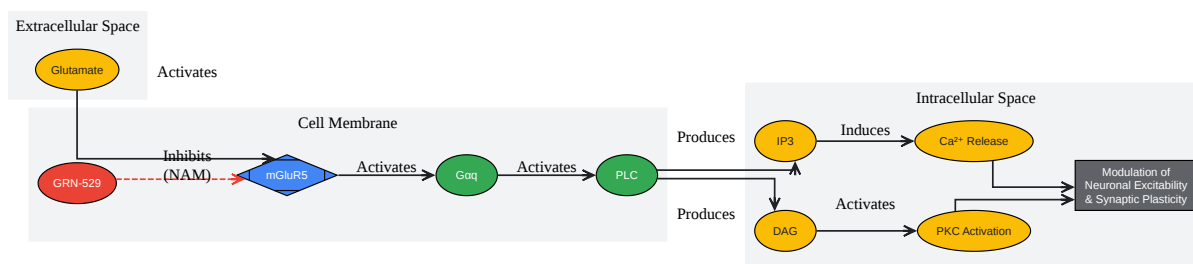 Extracellular Space
Glutamate
Activates
Cell Membrane
Inhibits
(NAM)
GRN-529
mGluR5
Activates
Gαq
Activates
PLC
Produces
Produces
Intracellular Space
IP3
Induces
Ca²⁺ Release
DAG
Activates
PKC Activation
Modulation of
Neuronal Excitability
& Synaptic Plasticity